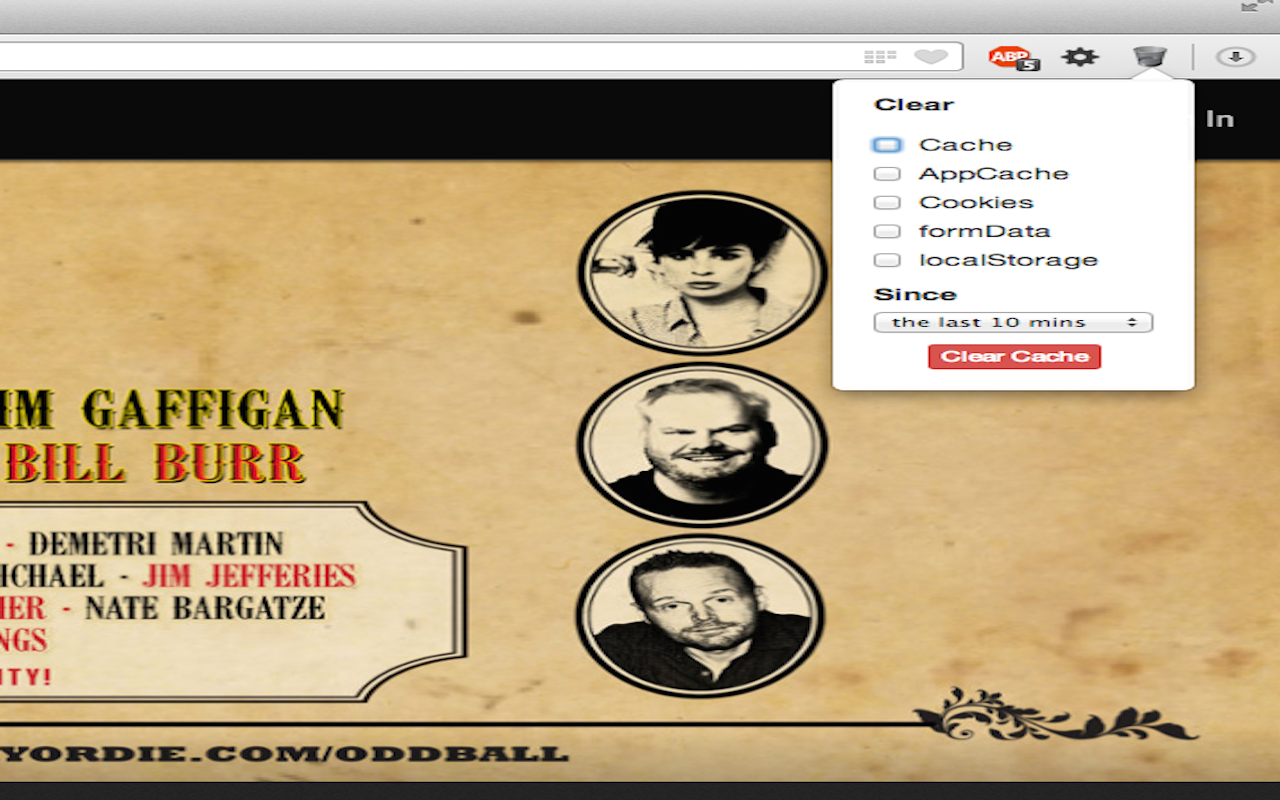 ABP
5
In
Clear
Cache
AppCache
Cookies
formData
localStorage
Since
the last 10 mins
Clear Cache
IM GAFFIGAN
BILL BURR
- DEMETRI MARTIN
ICHAEL - JIM JEFFERIES
MER - NATE BARGATZE
NGS
ITY!
YORDIE.COM/ODDBALL